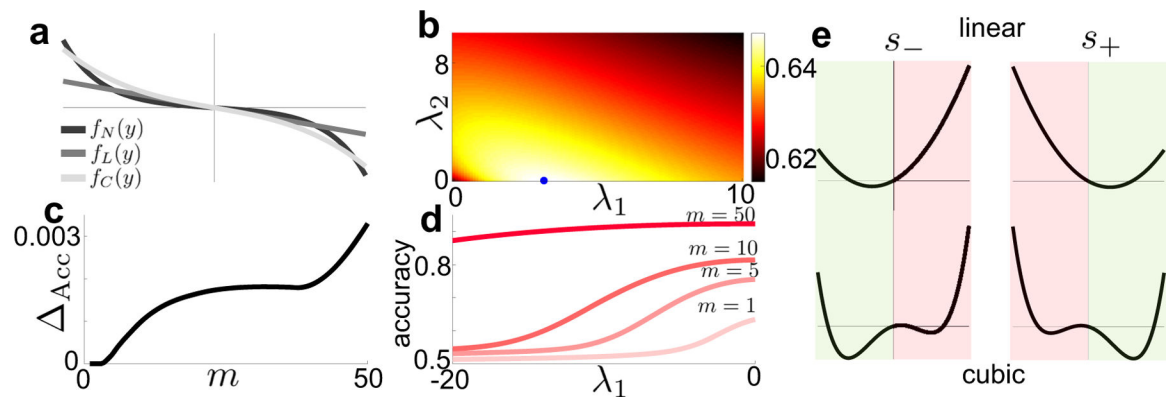 a
f_N(y)
f_L(y)
f_C(y)
b
8
λ_2
0
0
λ_1
10
0.64
0.62
c
0.003
Δ_Acc
0
0
m
50
d
m = 50
m = 10
m = 5
m = 1
0.8
accuracy
0.5
-20
λ_1
0
e
linear
s_-
s_+
cubic